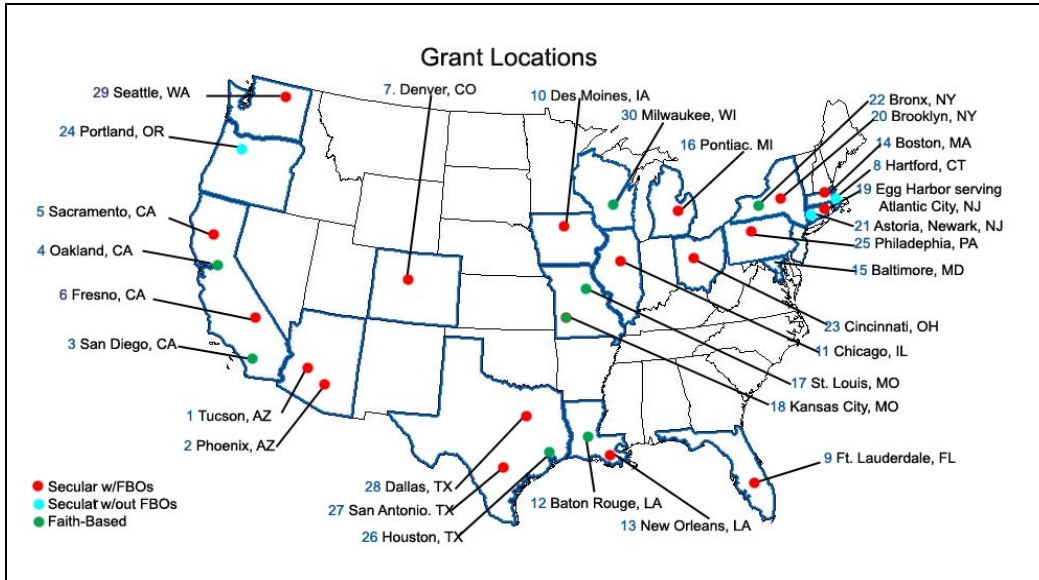 Grant Locations
29 Seattle, WA
7. Denver, CO
10 Des Moines, IA
30 Milwaukee, WI
22 Bronx, NY
20 Brooklyn, NY
24 Portland, OR
16 Pontiac. MI
14 Boston, MA
8 Hartford, CT
19 Egg Harbor serving
Atlantic City, NJ
5 Sacramento, CA
21 Astoria, Newark, NJ
4 Oakland, CA
25 Philadephia, PA
15 Baltimore, MD
6 Fresno, CA
23 Cincinnati, OH
3 San Diego, CA
11 Chicago, IL
17 St. Louis, MO
18 Kansas City, MO
1 Tucson, AZ
2 Phoenix, AZ
9 Ft. Lauderdale, FL
28 Dallas, TX
27 San Antonio. TX
12 Baton Rouge, LA
13 New Orleans, LA
26 Houston, TX
Secular w/FBOs
Secular w/out FBOs
Faith-Based